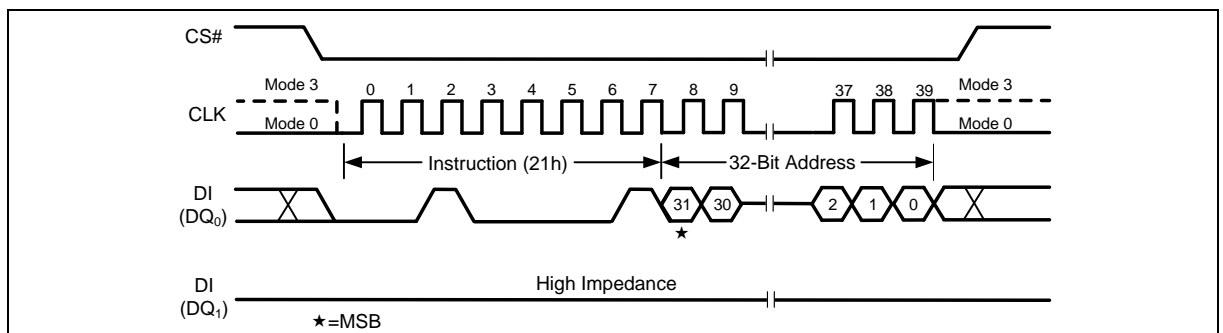 CS#
Mode 3
0 1 2 3 4 5 6 7 8 9 37 38 39
Mode 3
CLK
Mode 0
Mode 0
Instruction (21h)
32-Bit Address
DI
(DQ0)
31 30 2 1 0
★
High Impedance
DI
(DQ1)
★=MSB